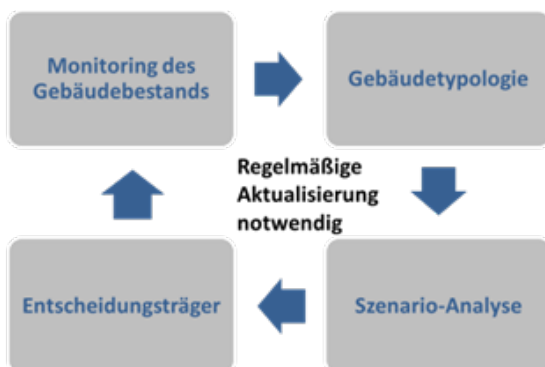 Monitoring des
Gebäudebestands
Gebäudetypologie
Regelmäßige
Aktualisierung
notwendig
Entscheidungsträger
Szenario-Analyse